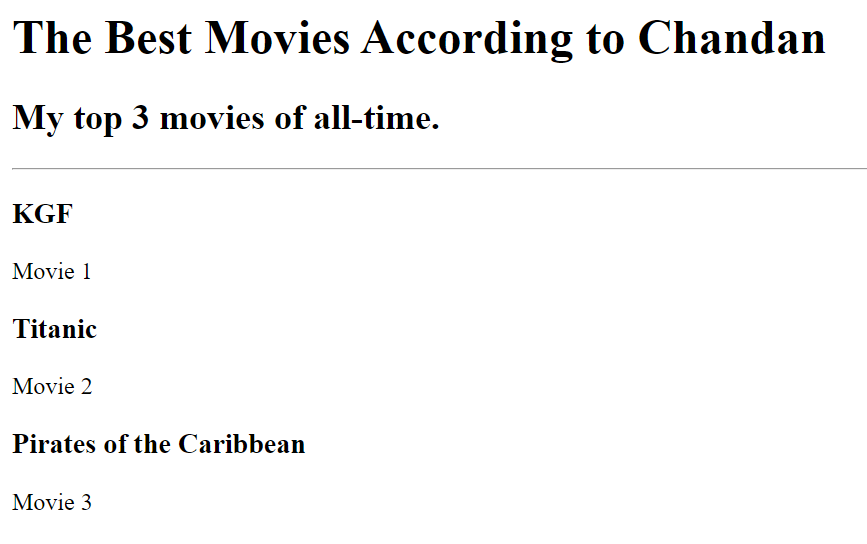 The Best Movies According to Chandan
My top 3 movies of all-time.
KGF
Movie 1
Titanic
Movie 2
Pirates of the Caribbean
Movie 3